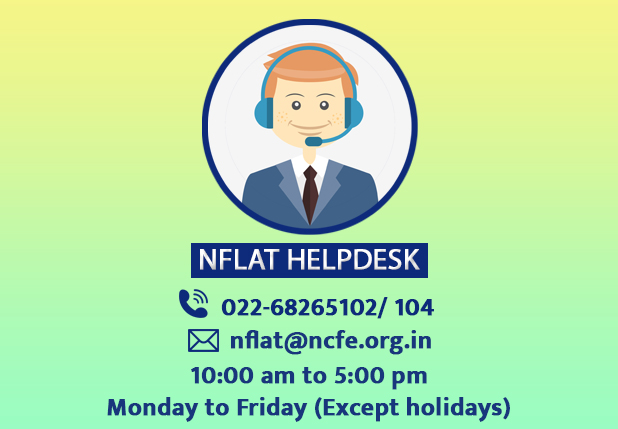 NFLAT HELPDESK
022-68265102/ 104
nflat@ncfe.org.in
10:00 am to 5:00 pm
Monday to Friday (Except holidays)